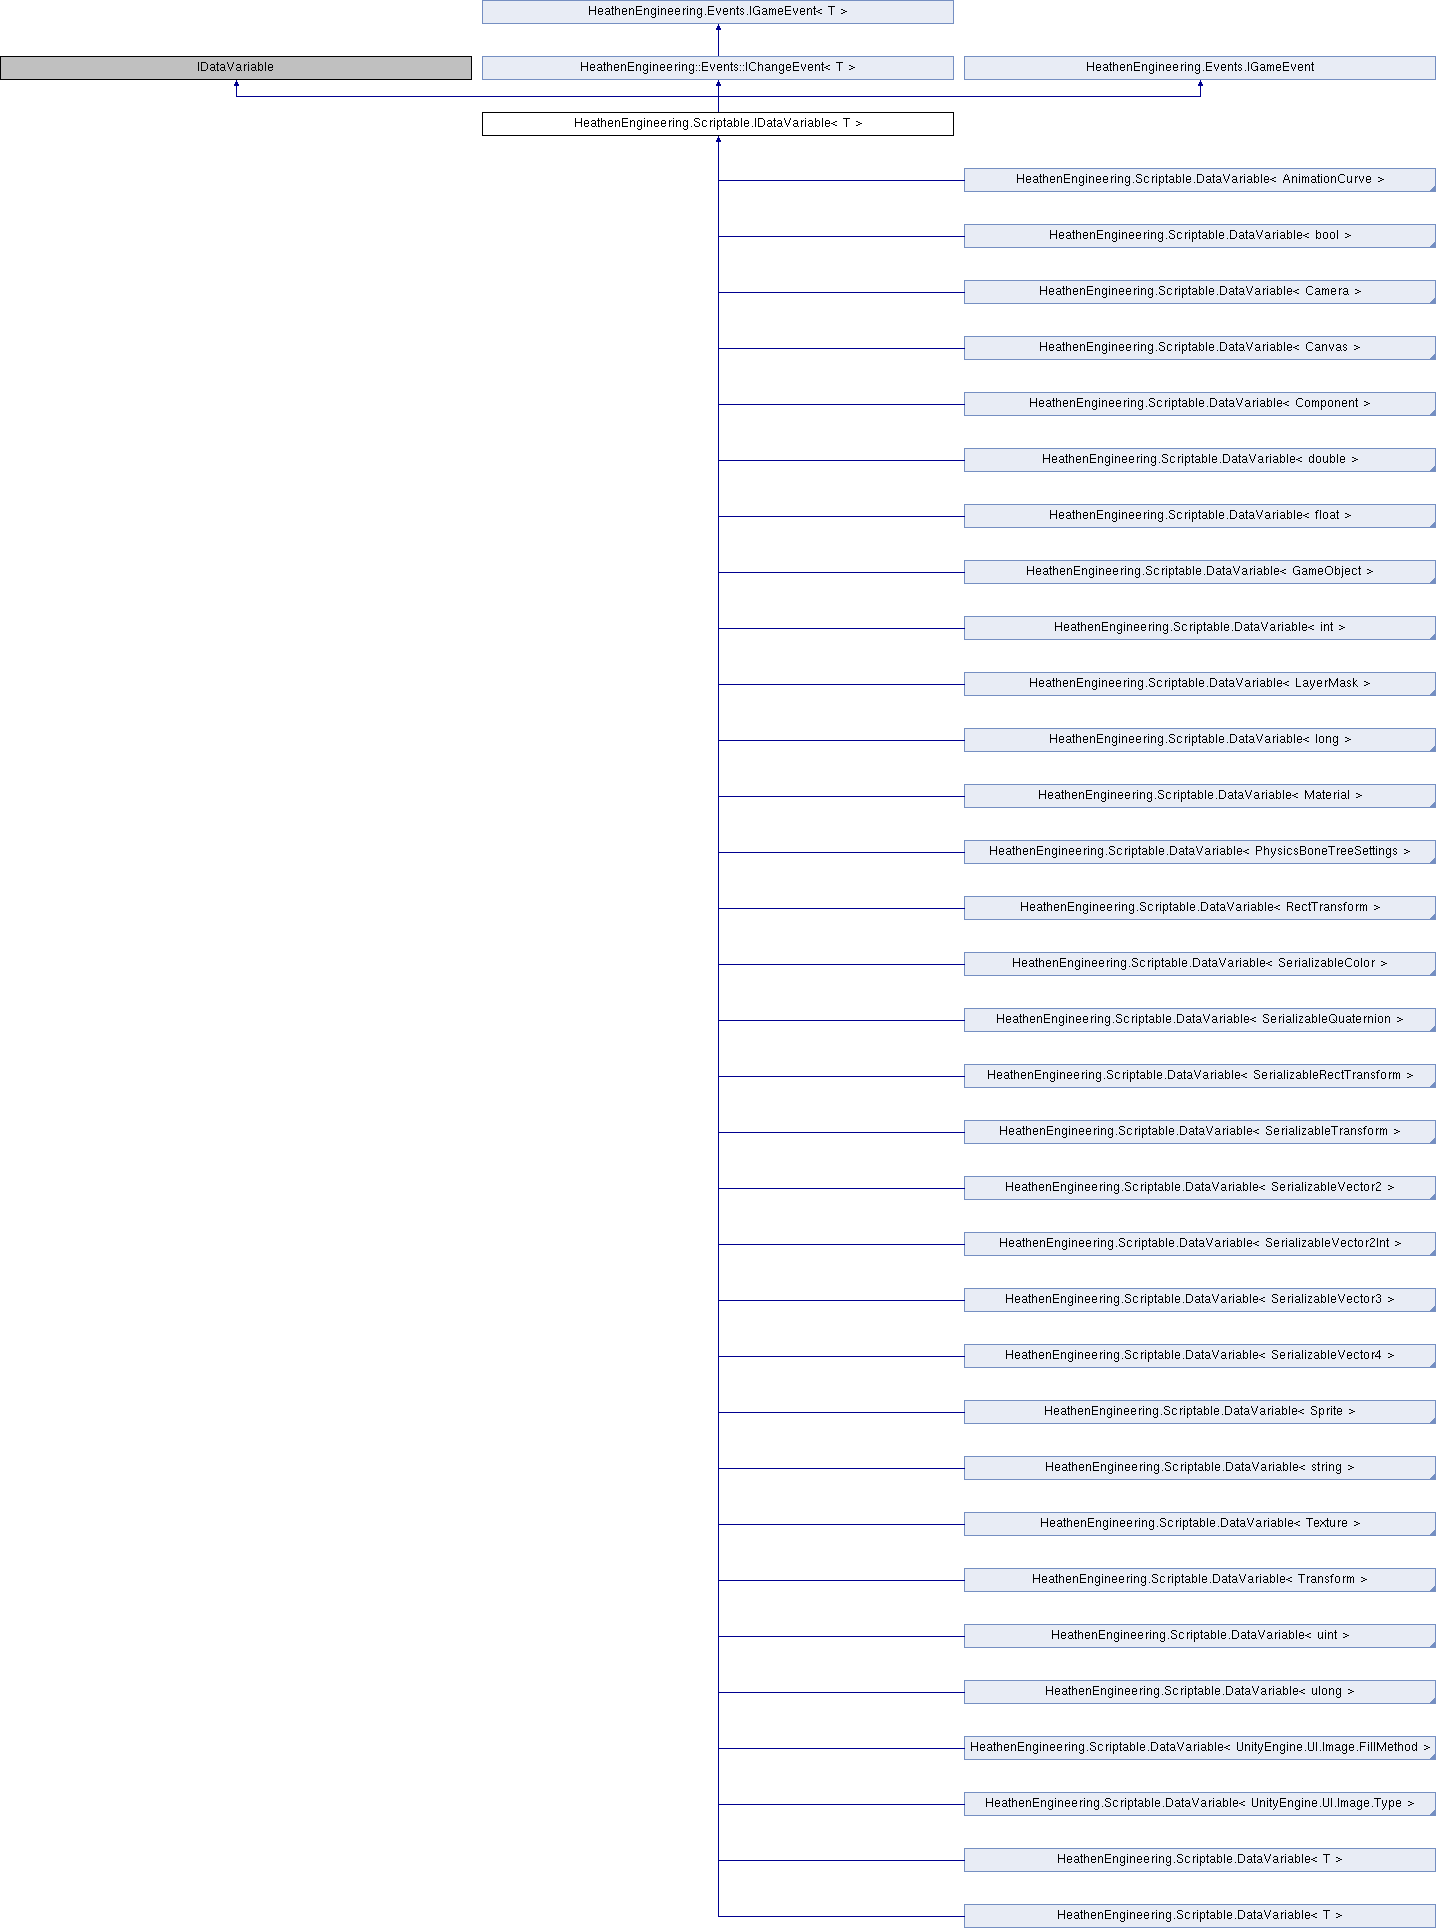 HeathenEngineering.Events.IGameEvent< T >
IDataVariable
HeathenEngineering::Events::IChangeEvent< T >
HeathenEngineering.Events.IGameEvent
HeathenEngineering.Scriptable.IDataVariable< T >
HeathenEngineering.Scriptable.DataVariable< AnimationCurve >
HeathenEngineering.Scriptable.DataVariable< bool >
HeathenEngineering.Scriptable.DataVariable< Camera >
HeathenEngineering.Scriptable.DataVariable< Canvas >
HeathenEngineering.Scriptable.DataVariable< Component >
HeathenEngineering.Scriptable.DataVariable< double >
HeathenEngineering.Scriptable.DataVariable< float >
HeathenEngineering.Scriptable.DataVariable< GameObject >
HeathenEngineering.Scriptable.DataVariable< int >
HeathenEngineering.Scriptable.DataVariable< LayerMask >
HeathenEngineering.Scriptable.DataVariable< long >
HeathenEngineering.Scriptable.DataVariable< Material >
HeathenEngineering.Scriptable.DataVariable< PhysicsBoneTreeSettings >
HeathenEngineering.Scriptable.DataVariable< RectTransform >
HeathenEngineering.Scriptable.DataVariable< SerializableColor >
HeathenEngineering.Scriptable.DataVariable< SerializableQuaternion >
HeathenEngineering.Scriptable.DataVariable< SerializableRectTransform >
HeathenEngineering.Scriptable.DataVariable< SerializableTransform >
HeathenEngineering.Scriptable.DataVariable< SerializableVector2 >
HeathenEngineering.Scriptable.DataVariable< SerializableVector2Int >
HeathenEngineering.Scriptable.DataVariable< SerializableVector3 >
HeathenEngineering.Scriptable.DataVariable< SerializableVector4 >
HeathenEngineering.Scriptable.DataVariable< Sprite >
HeathenEngineering.Scriptable.DataVariable< string >
HeathenEngineering.Scriptable.DataVariable< Texture >
HeathenEngineering.Scriptable.DataVariable< Transform >
HeathenEngineering.Scriptable.DataVariable< uint >
HeathenEngineering.Scriptable.DataVariable< ulong >
HeathenEngineering.Scriptable.DataVariable< UnityEngine.UI.Image.FillMethod >
HeathenEngineering.Scriptable.DataVariable< UnityEngine.UI.Image.Type >
HeathenEngineering.Scriptable.DataVariable< T >
HeathenEngineering.Scriptable.DataVariable< T >